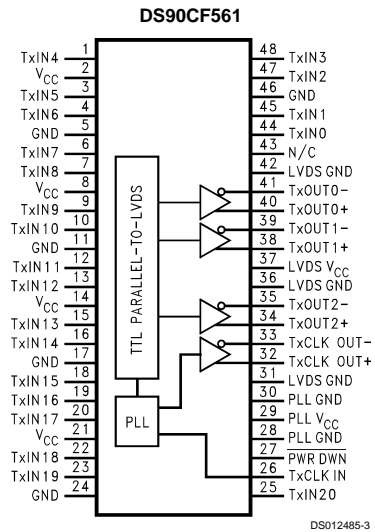 DS90CF561
TxIN4 1
VCC 2
TxIN5 3
TxIN6 4
GND 5
TxIN7 6
TxIN8 7
VCC 8
TxIN9 9
TxIN10 10
GND 11
TxIN11 12
TxIN12 13
VCC 14
TxIN13 15
TxIN14 16
GND 17
TxIN15 18
TxIN16 19
TxIN17 20
VCC 21
TxIN18 22
TxIN19 23
GND 24
TTL PARALLEL-TO-LVDS
PLL
48 TxIN3
47 TxIN2
46 GND
45 TxIN1
44 TxIN0
43 N/C
42 LVDS GND
41 TxOUT0-
40 TxOUT0+
39 TxOUT1-
38 TxOUT1+
37 LVDS VCC
36 LVDS GND
35 TxOUT2-
34 TxOUT2+
33 TxCLK OUT-
32 TxCLK OUT+
31 LVDS GND
30 PLL GND
29 PLL VCC
28 PLL GND
27 PWR DWN
26 TxCLK IN
25 TxIN20
DS012485-3